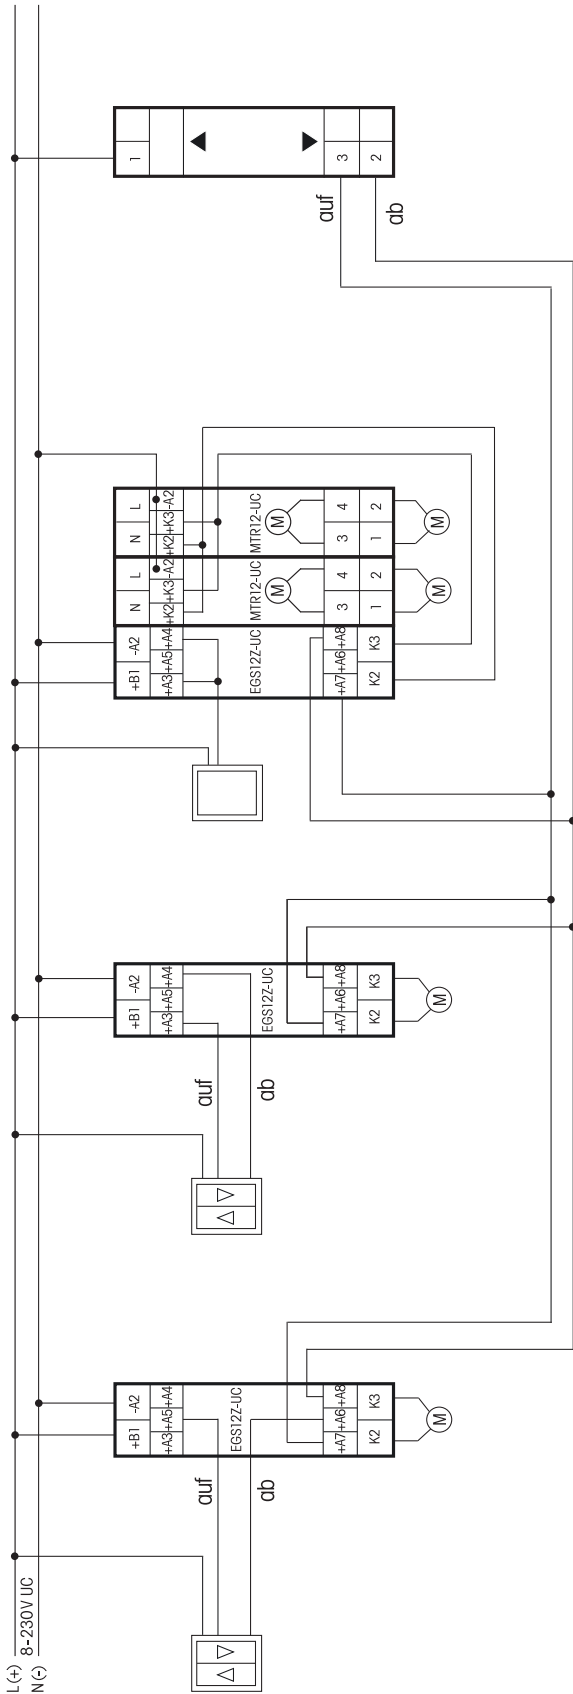 L(+)
8-230V UC
N(-)
auf
ab
+B1 -A2
+A3 +A5 +A4
EGS12Z-UC
+A7 +A6 +A8
K2 K3
M
auf
ab
+B1 -A2
+A3 +A5 +A4
EGS12Z-UC
+A7 +A6 +A8
K2 K3
M
+B1 -A2
+A3 +A5 +A4
EGS12Z-UC
+A7 +A6 +A8
K2 K3
N L
+K2 +K3 -A2
MTR12-UC
M
3 4
1 2
M
N L
+K2 +K3 -A2
MTR12-UC
M
3 4
1 2
M
1
3
2
auf
ab